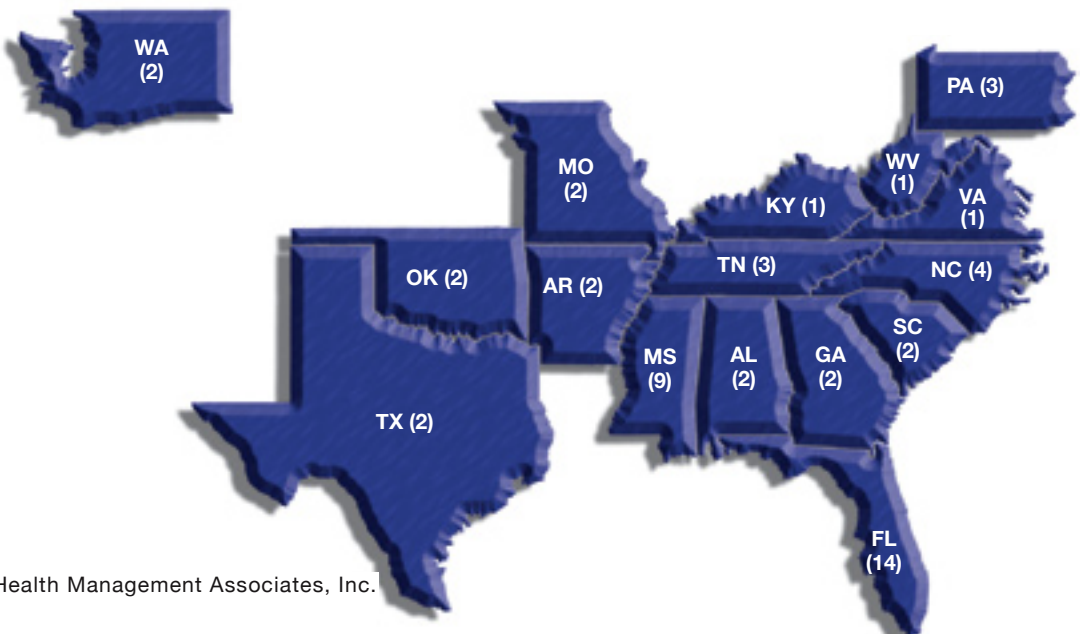 WA
(2)
PA (3)
MO
(2)
WV
(1)
KY (1)
VA
(1)
TN (3)
NC (4)
OK (2)
AR (2)
SC
(2)
MS
(9)
AL
(2)
GA
(2)
TX (2)
FL
(14)
Health Management Associates, Inc.